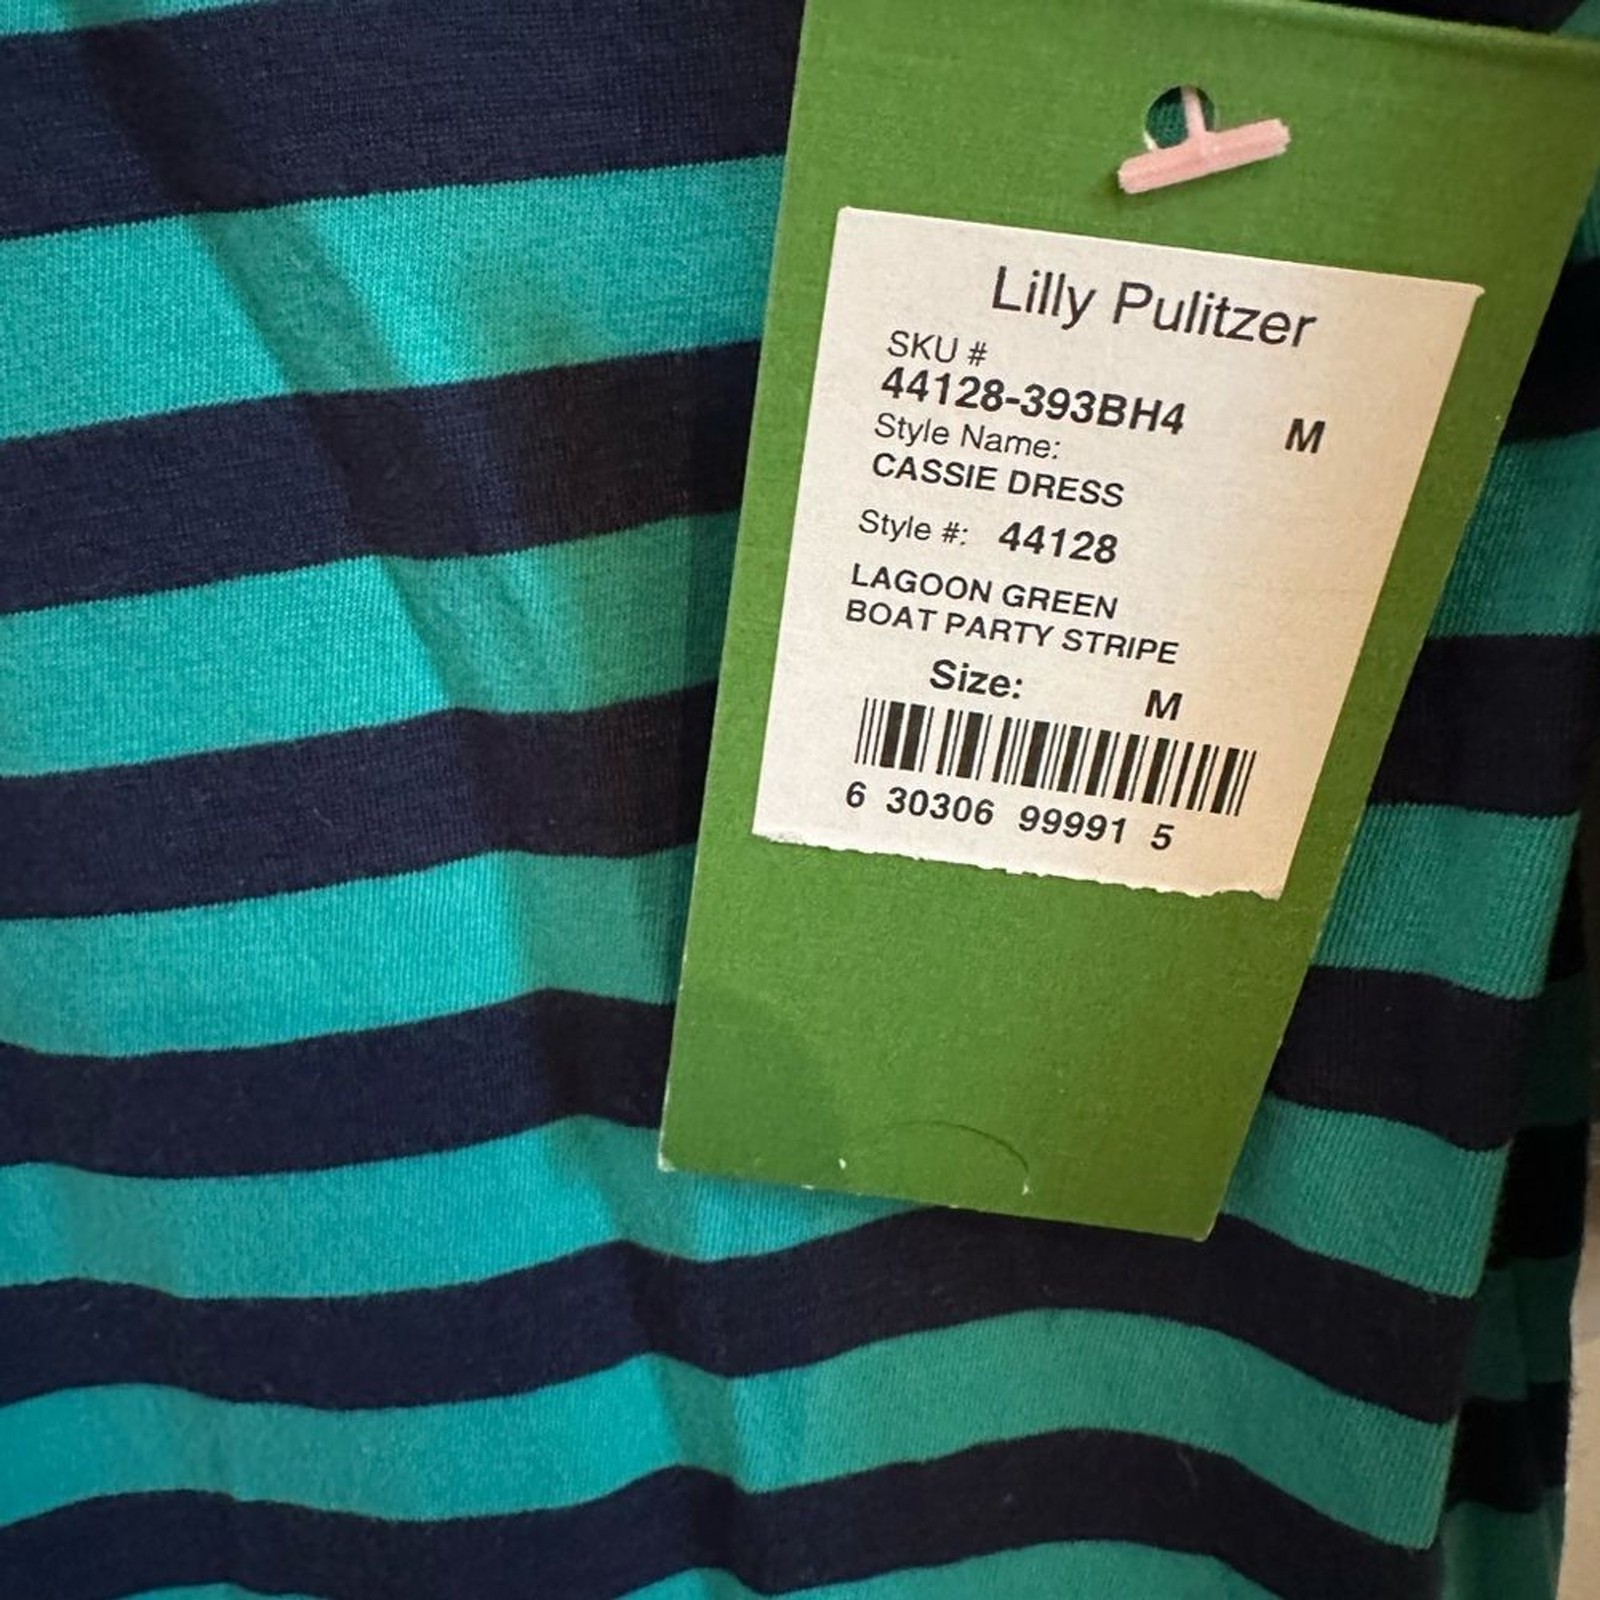 Lilly Pulitzer
SKU #
44128-393BH4 M
Style Name:
CASSIE DRESS
Style #: 44128
LAGOON GREEN
BOAT PARTY STRIPE
Size: M
6 30306 99991 5